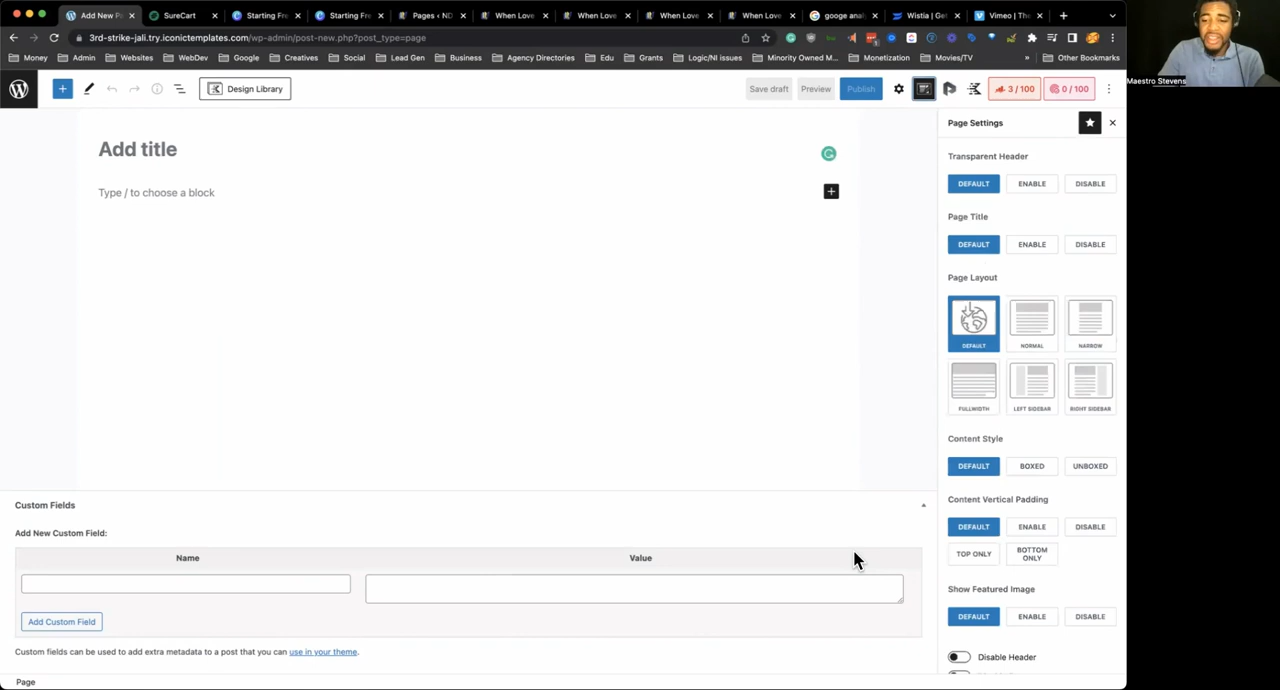 Add New Pa
SureCart
Starting Fre
Starting Fre
Pages < ND
When Love
When Love
When Love
When Love
googe anal
Wistia | Get
Vimeo | The
3rd-strike-jali.try.iconictemplates.com/wp-admin/post-new.php?post_type=page
Money
Admin
Websites
WebDev
Google
Creatives
Social
Lead Gen
Business
Agency Directories
Edu
Grants
Logic/NI issues
Minority Owned M...
Monetization
Movies/TV
»
Other Bookmarks
Maestro Stevens
Design Library
Save draft
Preview
Publish
3 / 100
0 / 100
Add title
Type / to choose a block
Page Settings
Transparent Header
DEFAULT
ENABLE
DISABLE
Page Title
DEFAULT
ENABLE
DISABLE
Page Layout
DEFAULT
NORMAL
NARROW
FULLWIDTH
LEFT SIDEBAR
RIGHT SIDEBAR
Content Style
DEFAULT
BOXED
UNBOXED
Content Vertical Padding
DEFAULT
ENABLE
DISABLE
TOP ONLY
BOTTOM
ONLY
Show Featured Image
DEFAULT
ENABLE
DISABLE
Disable Header
Custom Fields
Add New Custom Field:
Name
Value
Add Custom Field
Custom fields can be used to add extra metadata to a post that you can use in your theme.
Page